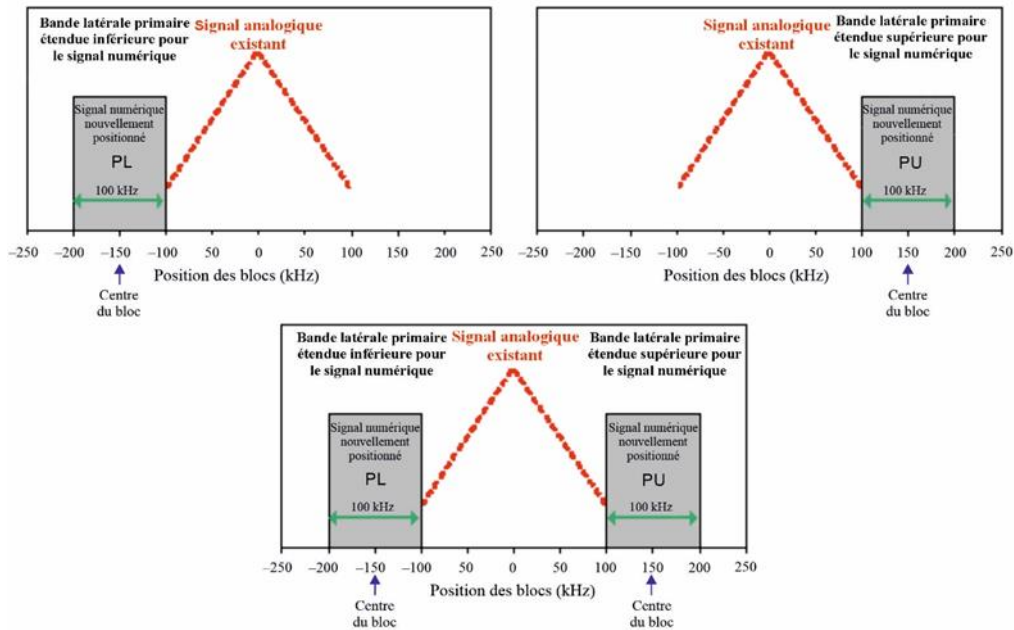 Bande latérale primaire
étendue inférieure pour
le signal numérique
Signal analogique
existant
Signal numérique
nouvellement
positionné
PL
100 kHz
–250 –200 –150 –100 –50 0 50 100 150 200 250
Position des blocs (kHz)
Centre
du bloc
Signal analogique
existant
Bande latérale primaire
étendue supérieure pour
le signal numérique
Signal numérique
nouvellement
positionné
PU
100 kHz
–250 –200 –150 –100 –50 0 50 100 150 200 250
Position des blocs (kHz)
Centre
du bloc
Bande latérale primaire
étendue inférieure pour
le signal numérique
Signal analogique
existant
Bande latérale primaire
étendue supérieure pour
le signal numérique
Signal numérique
nouvellement
positionné
PL
100 kHz
Signal numérique
nouvellement
positionné
PU
100 kHz
–250 –200 –150 –100 –50 0 50 100 150 200 250
Position des blocs (kHz)
Centre
du bloc
Centre
du bloc